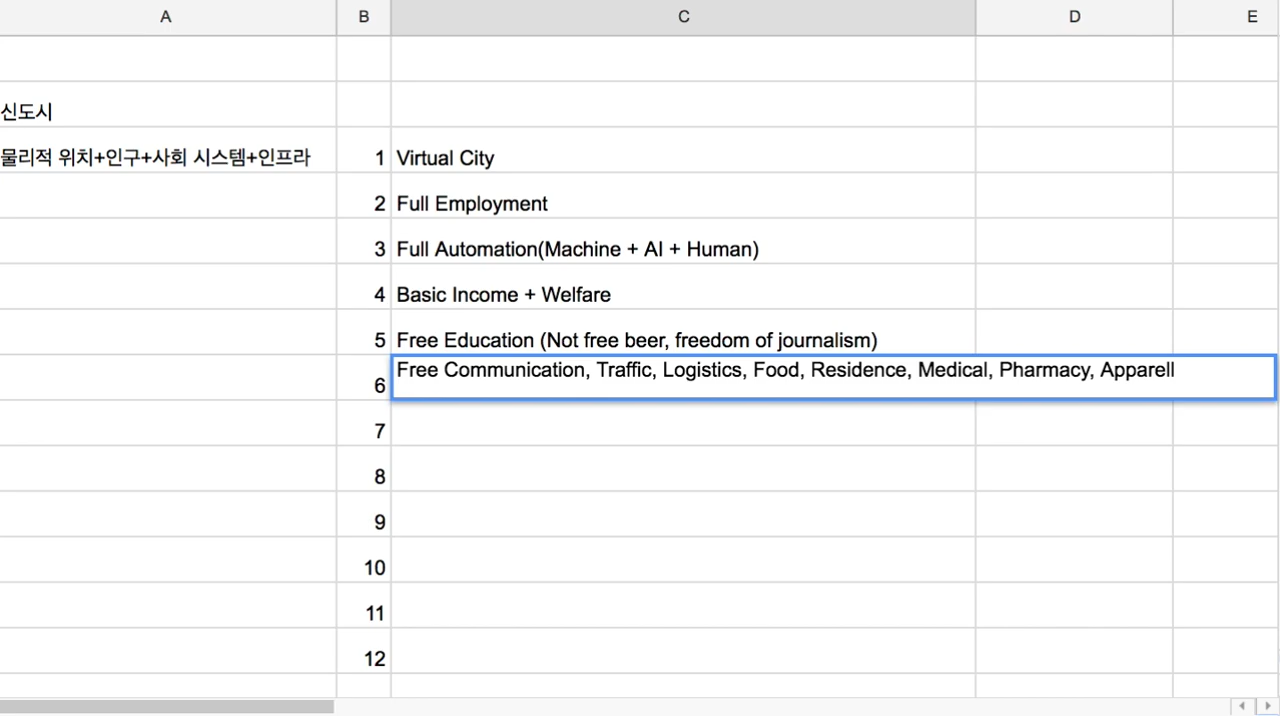 A B C D E
신도시
물리적 위치+인구+사회 시스템+인프라 1 Virtual City
2 Full Employment
3 Full Automation(Machine + AI + Human)
4 Basic Income + Welfare
5 Free Education (Not free beer, freedom of journalism)
6 Free Communication, Traffic, Logistics, Food, Residence, Medical, Pharmacy, Apparell
7
8
9
10
11
12